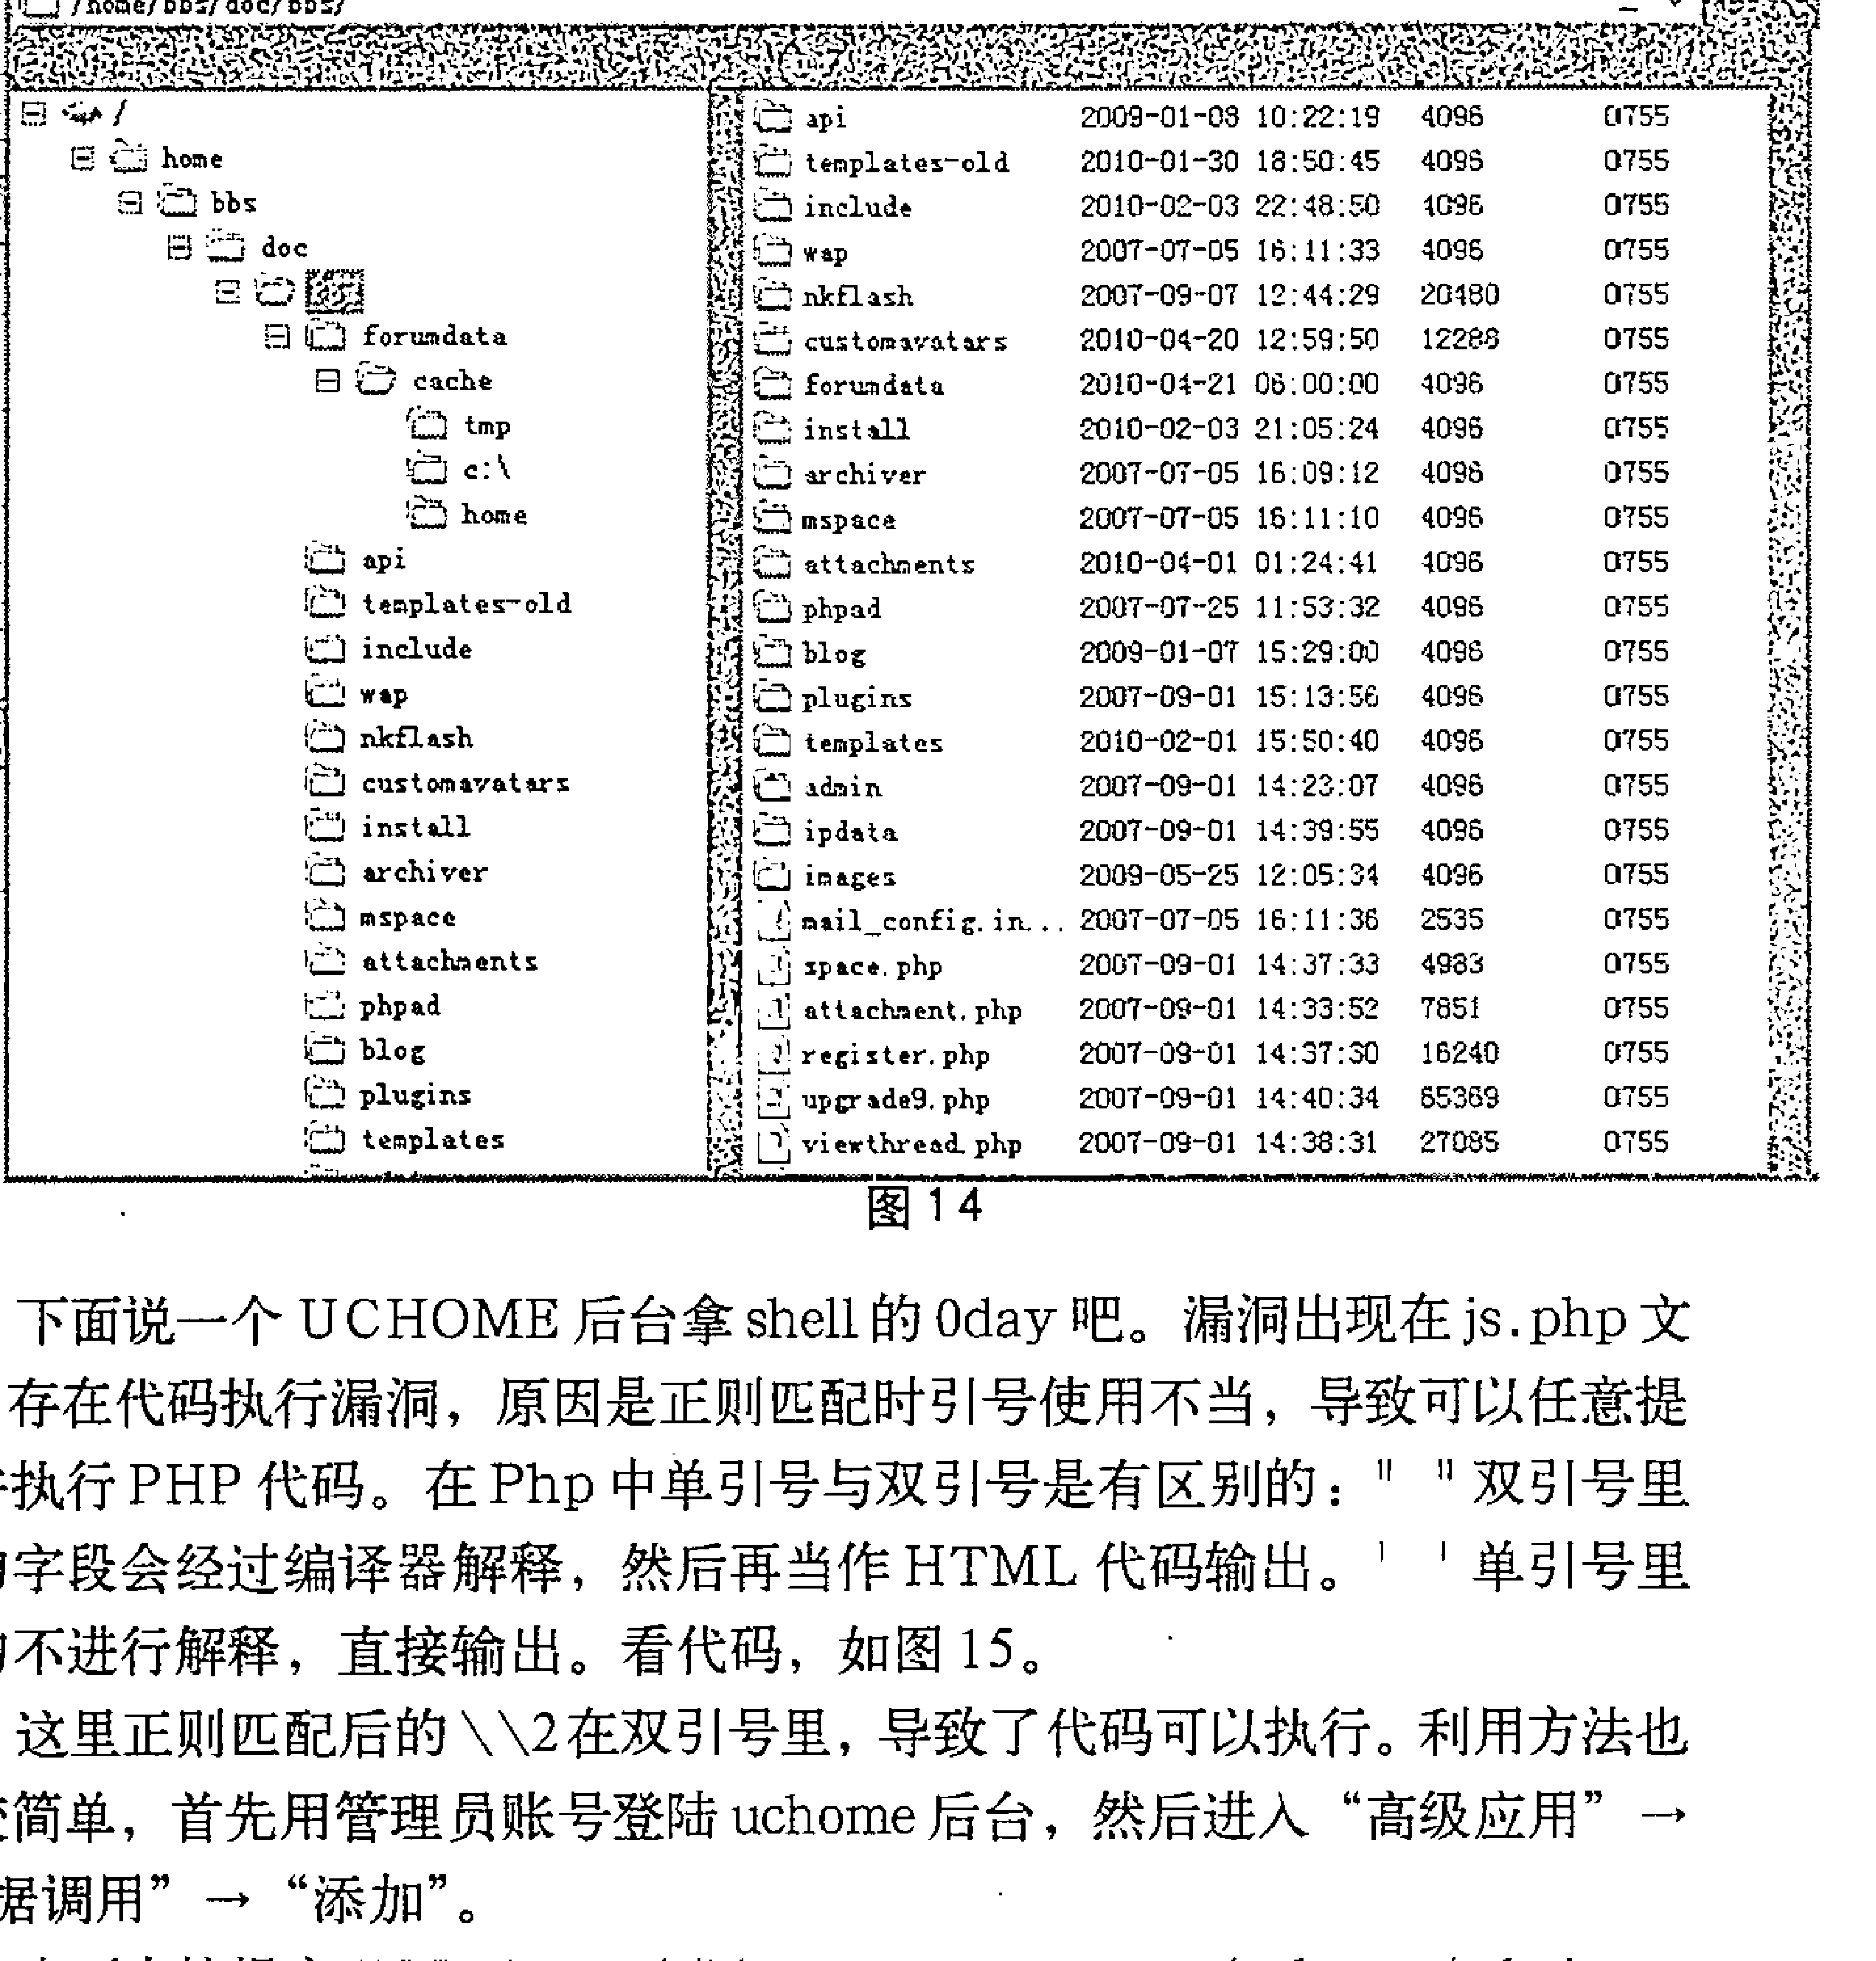 /home/bbs/doc/bbs/
/
home
bbs
doc
forumdata
cache
tmp
c:\
home
api
templates-old
include
wap
nkflash
customavatars
install
archiver
mspace
attachments
phpad
blog
plugins
templates
api 2009-01-08 10:22:19 4096 0755
templates-old 2010-01-30 18:50:45 4096 0755
include 2010-02-03 22:48:50 4096 0755
wap 2007-07-05 16:11:33 4096 0755
nkflash 2007-09-07 12:44:29 20480 0755
customavatars 2010-04-20 12:59:50 12288 0755
forumdata 2010-04-21 06:00:00 4096 0755
install 2010-02-03 21:05:24 4096 0755
archiver 2007-07-05 16:09:12 4096 0755
mspace 2007-07-05 16:11:10 4096 0755
attachments 2010-04-01 01:24:41 4096 0755
phpad 2007-07-25 11:53:32 4096 0755
blog 2009-01-07 15:29:00 4096 0755
plugins 2007-09-01 15:13:56 4096 0755
templates 2010-02-01 15:50:40 4096 0755
admin 2007-09-01 14:23:07 4096 0755
ipdata 2007-09-01 14:39:55 4096 0755
images 2009-05-25 12:05:34 4096 0755
mail_config.in... 2007-07-05 16:11:36 2535 0755
space.php 2007-09-01 14:37:33 4983 0755
attachment.php 2007-09-01 14:33:52 7851 0755
register.php 2007-09-01 14:37:30 16240 0755
upgrade9.php 2007-09-01 14:40:34 65369 0755
viewthread.php 2007-09-01 14:38:31 27085 0755
图14
下面说一个 UCHOME 后台拿 shell 的 0day 吧。漏洞出现在 js.php 文
存在代码执行漏洞，原因是正则匹配时引号使用不当，导致可以任意提
执行 PHP 代码。在 Php 中单引号与双引号是有区别的：" "双引号里
字段会经过编译器解释，然后再当作 HTML 代码输出。' '单引号里
不进行解释，直接输出。看代码，如图 15。
这里正则匹配后的\\2在双引号里，导致了代码可以执行。利用方法也
简单，首先用管理员账号登陆 uchome 后台，然后进入“高级应用”→
据调用”→“添加”。